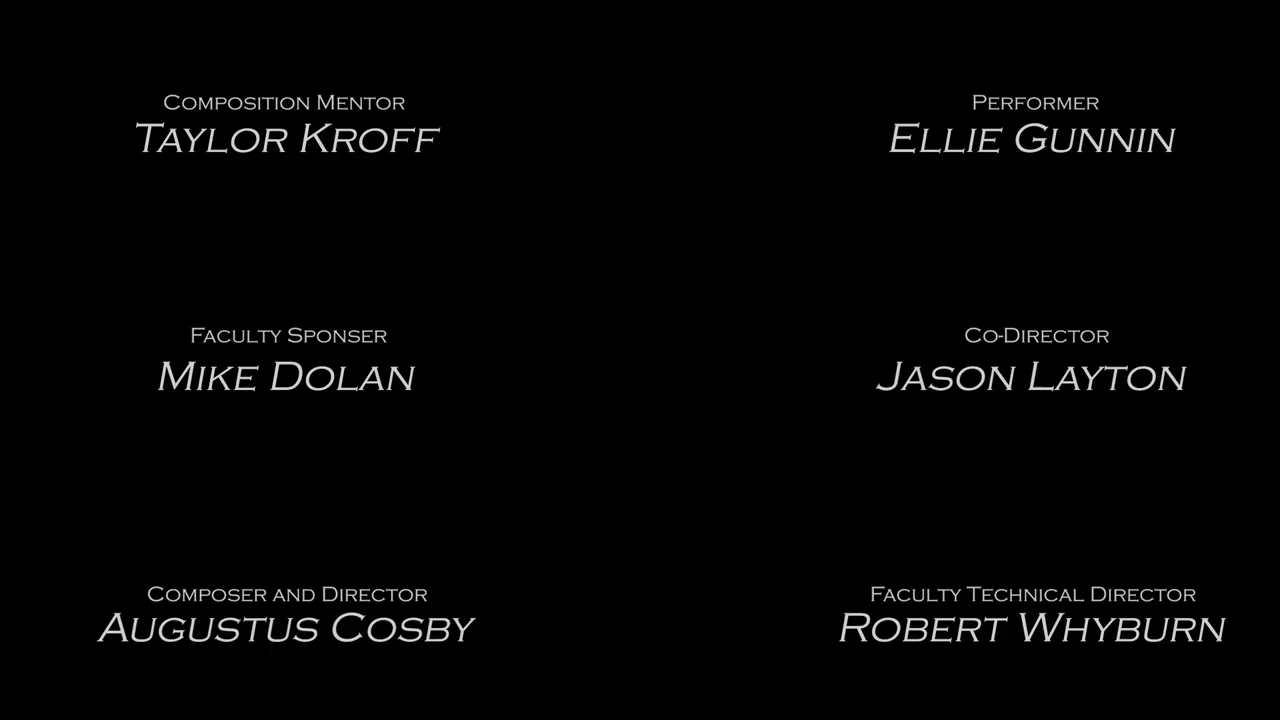 Composition Mentor
Taylor Kroff
Performer
Ellie Gunnin
Faculty Sponser
Mike Dolan
Co-Director
Jason Layton
Composer and Director
Augustus Cosby
Faculty Technical Director
Robert Whyburn